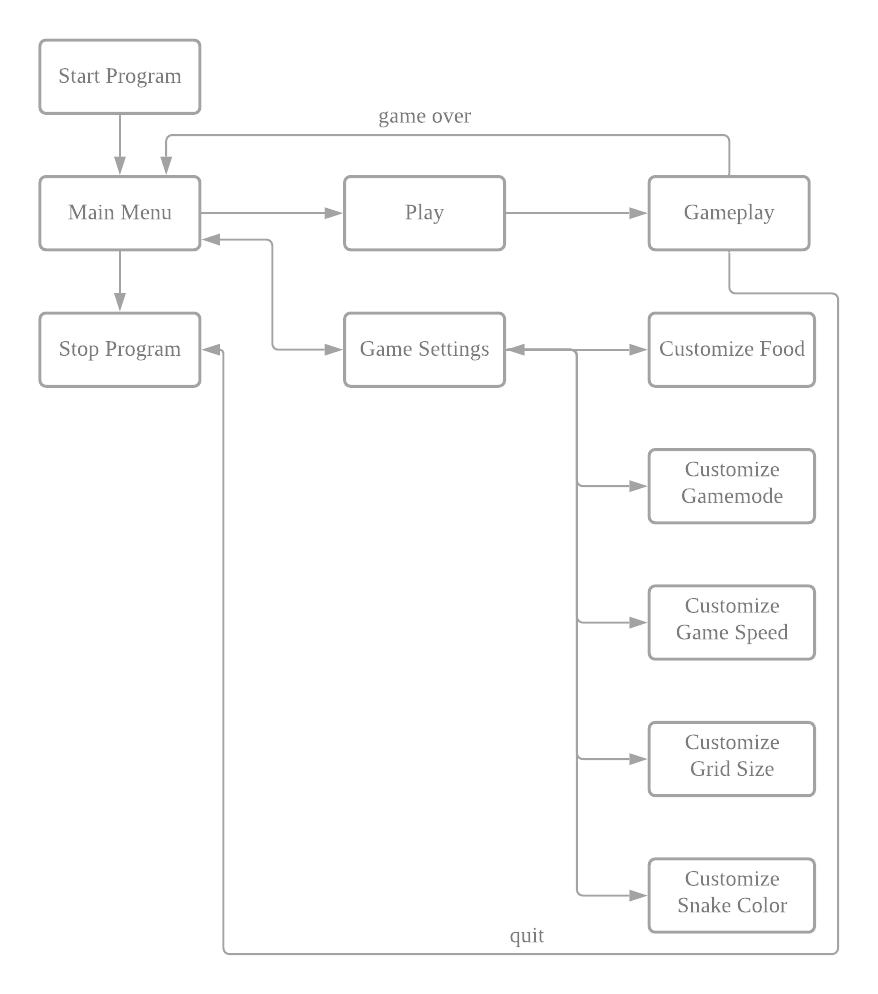 Start Program
game over
Main Menu
Play
Gameplay
Stop Program
Game Settings
Customize Food
Customize
Gamemode
Customize
Game Speed
Customize
Grid Size
Customize
Snake Color
quit